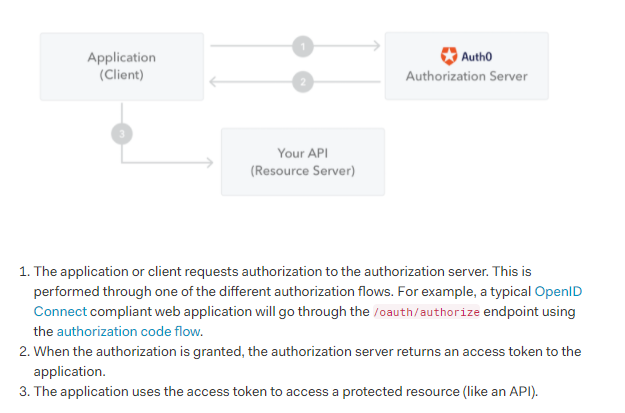 Application
(Client)
1
2
Auth0
Authorization Server
3
Your API
(Resource Server)
1. The application or client requests authorization to the authorization server. This is
performed through one of the different authorization flows. For example, a typical OpenID
Connect compliant web application will go through the /oauth/authorize endpoint using
the authorization code flow.
2. When the authorization is granted, the authorization server returns an access token to the
application.
3. The application uses the access token to access a protected resource (like an API).